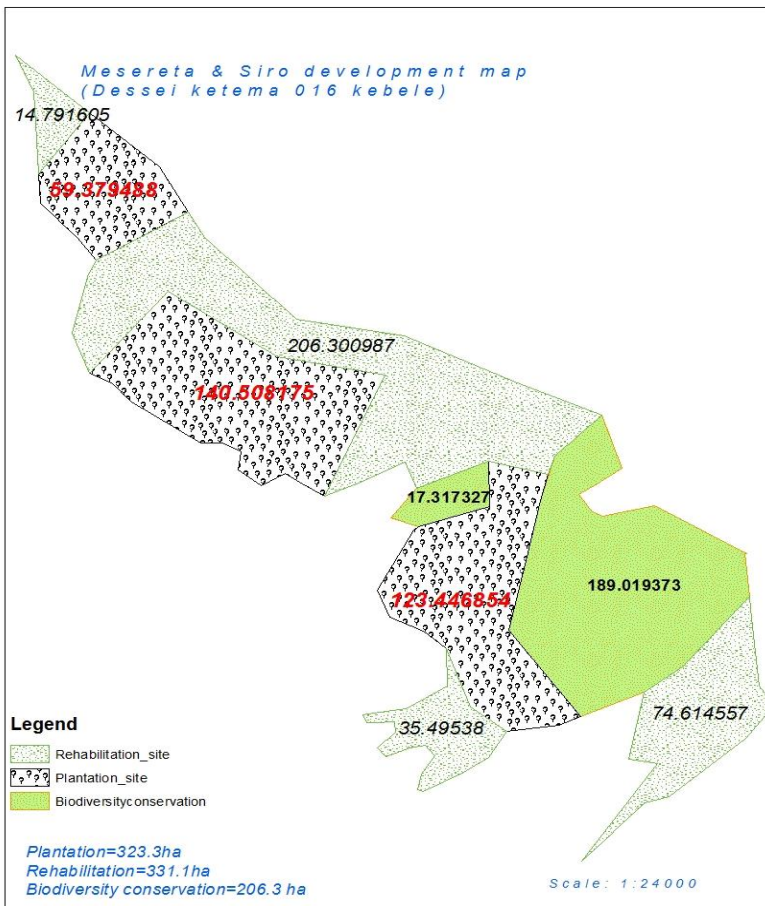 Mesereta & Siro development map
(Dessei ketema 016 kebele)
14.791605
59.379488
206.300987
140.508175
17.317327
189.019373
123.446854
74.614557
35.49538
Legend
Rehabilitation_site
Plantation_site
Biodiversityconservation
Plantation=323.3ha
Rehabilitation=331.1ha
Biodiversity conservation=206.3 ha
Scale: 1:24000